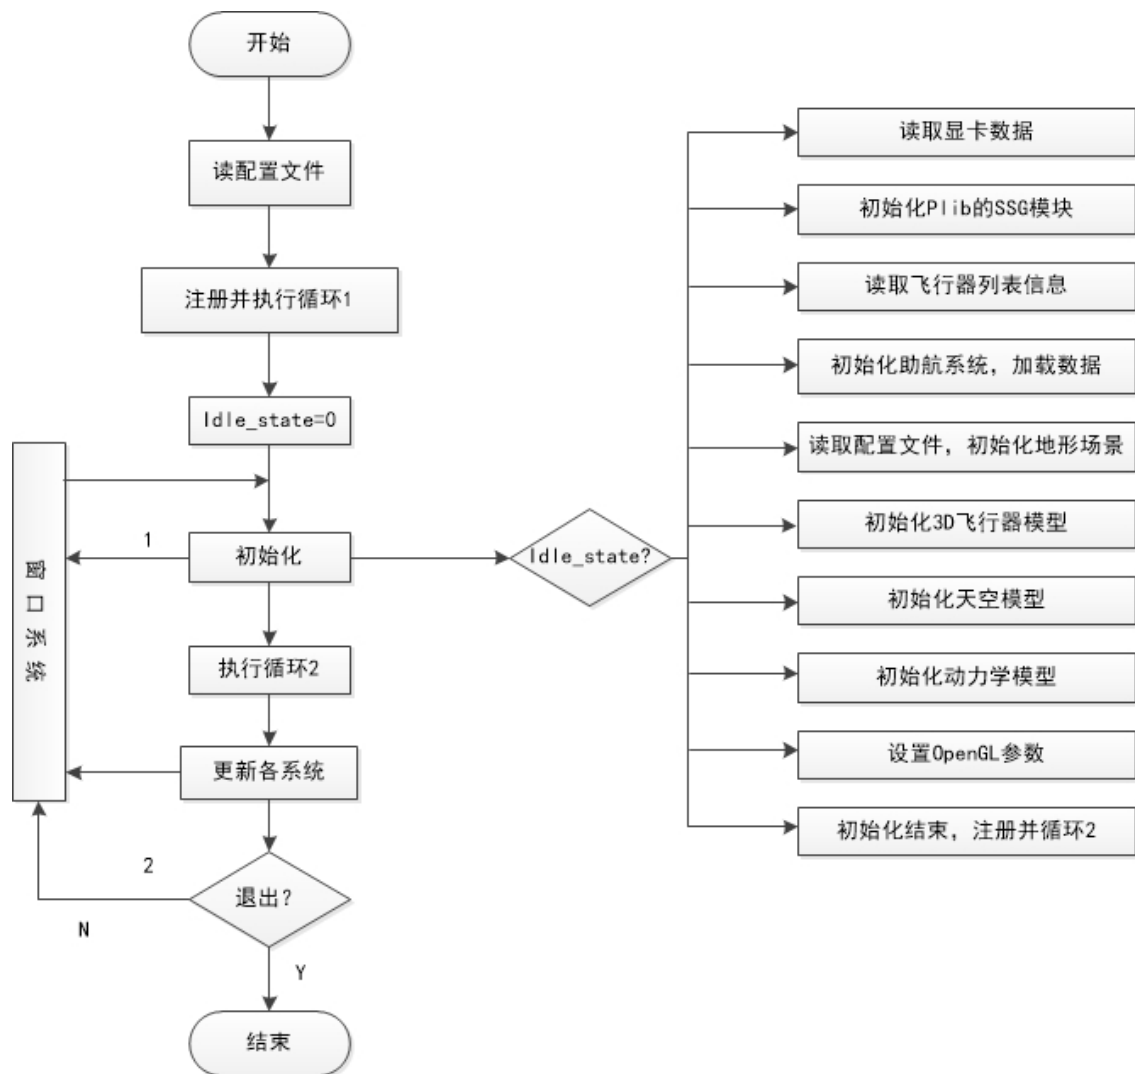 开始
读配置文件
注册并执行循环1
Idle_state=0
初始化
执行循环2
更新各系统
退出?
结束
窗口系统
1
2
N
Y
Idle_state?
读取显卡数据
初始化Plib的SSG模块
读取飞行器列表信息
初始化助航系统，加载数据
读取配置文件，初始化地形场景
初始化3D飞行器模型
初始化天空模型
初始化动力学模型
设置OpenGL参数
初始化结束，注册并循环2